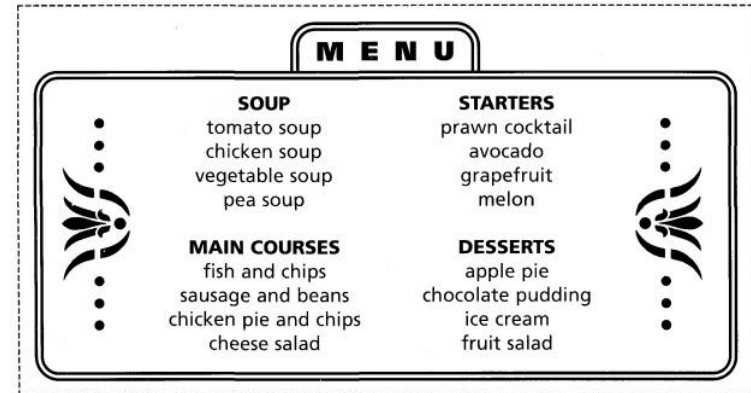 MENU
SOUP
tomato soup
chicken soup
vegetable soup
pea soup
STARTERS
prawn cocktail
avocado
grapefruit
melon
MAIN COURSES
fish and chips
sausage and beans
chicken pie and chips
cheese salad
DESSERTS
apple pie
chocolate pudding
ice cream
fruit salad